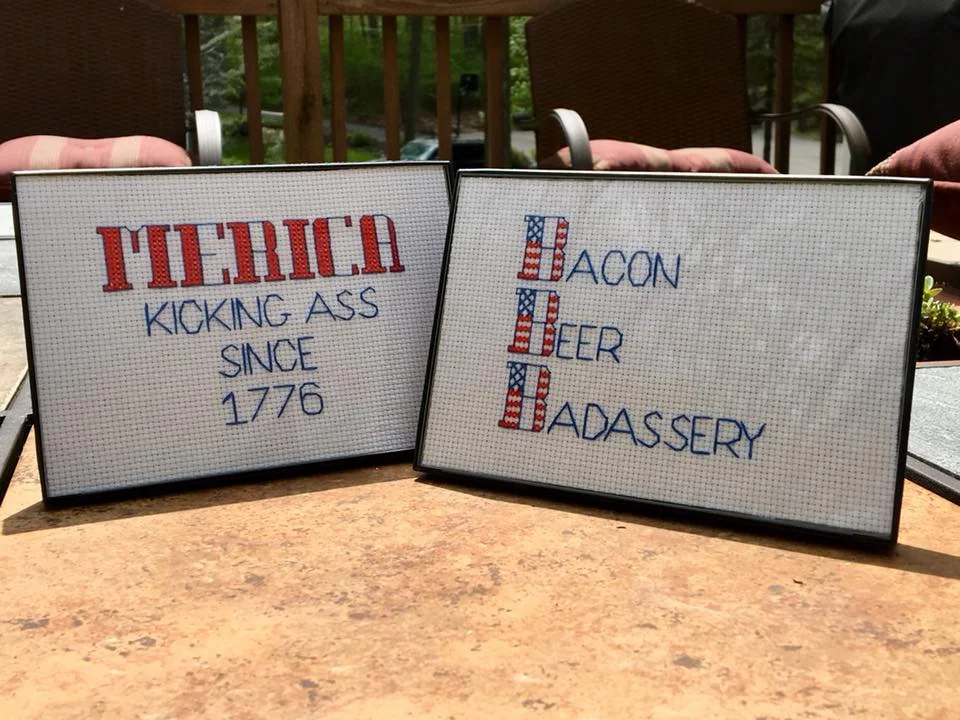 'MERICA
KICKING ASS
SINCE
1776
BACON
BEER
BADASSERY